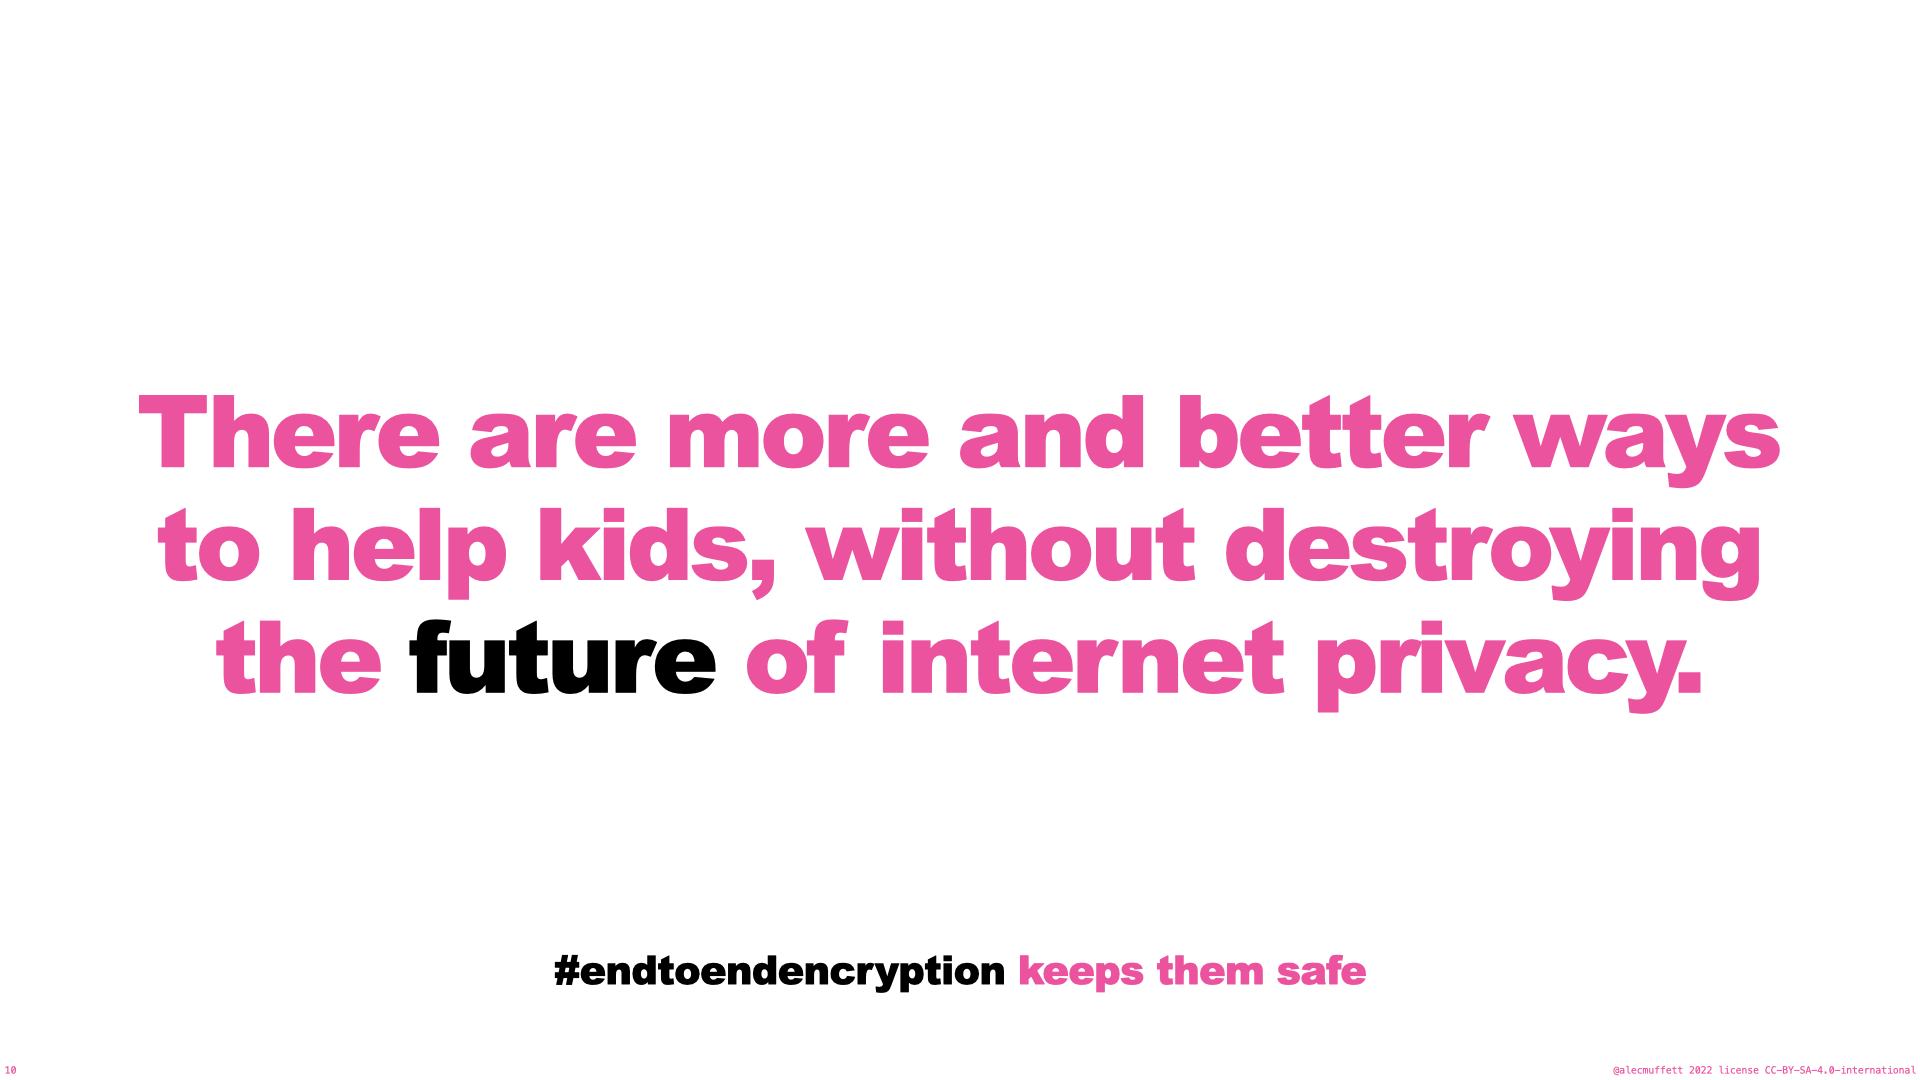 There are more and better ways
to help kids, without destroying
the future of internet privacy.
#endtoendencryption keeps them safe
10
@alecmuffett 2022 license CC-BY-SA-4.0-international